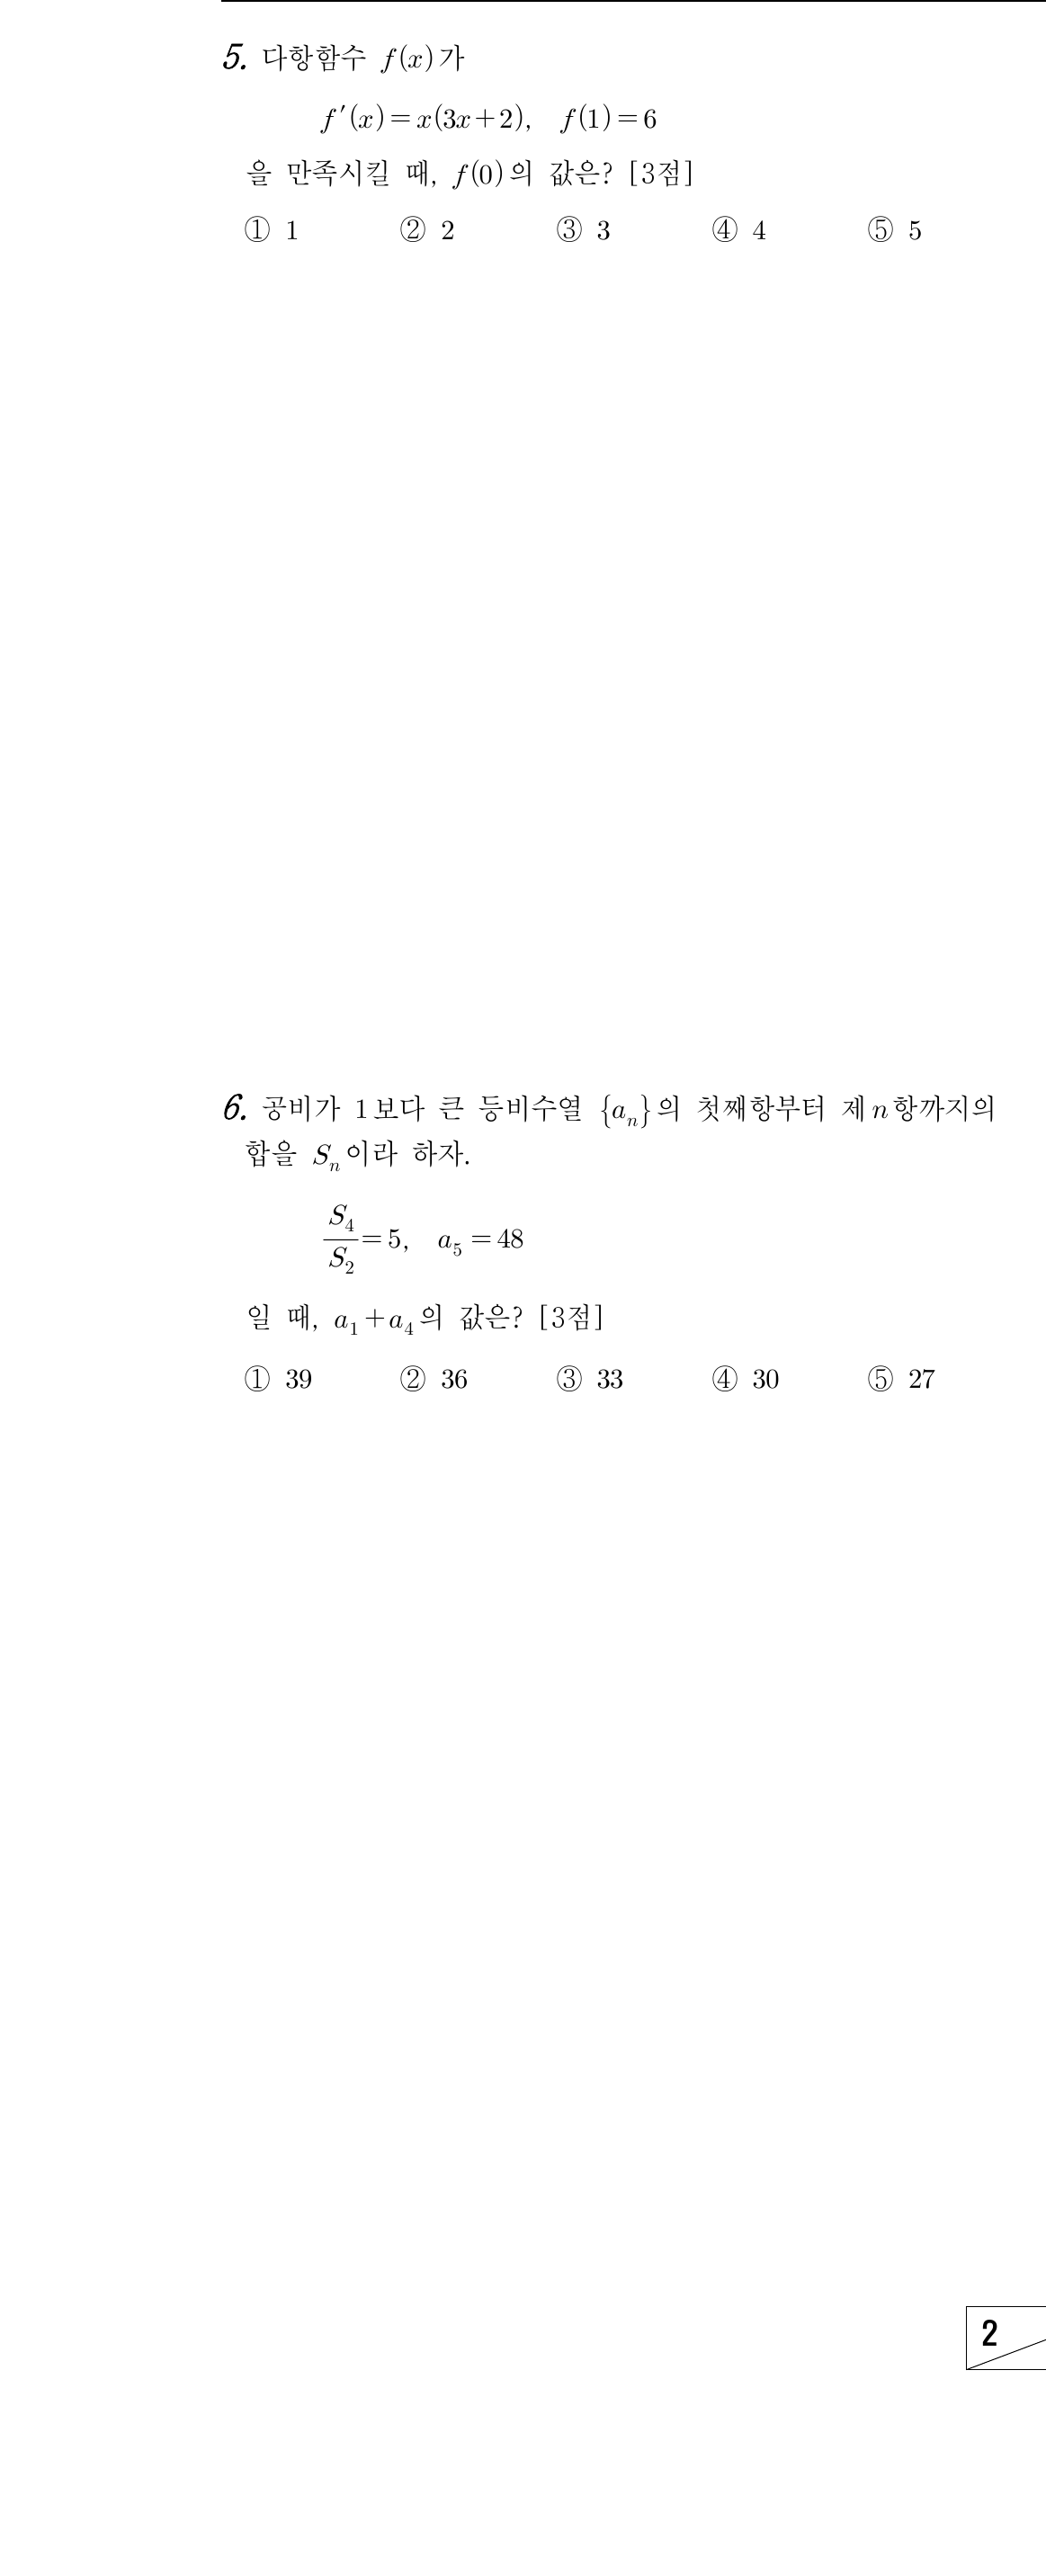 5. 다항함수 f(x)가
f′(x)=x(3x+2), f(1)=6
을 만족시킬 때, f(0)의 값은? [3점]
① 1 ② 2 ③ 3 ④ 4 ⑤ 5
6. 공비가 1보다 큰 등비수열 {aₙ}의 첫째항부터 제n항까지의
합을 Sₙ이라 하자.
S₄/S₂=5, a₅=48
일 때, a₁+a₄의 값은? [3점]
① 39 ② 36 ③ 33 ④ 30 ⑤ 27
2